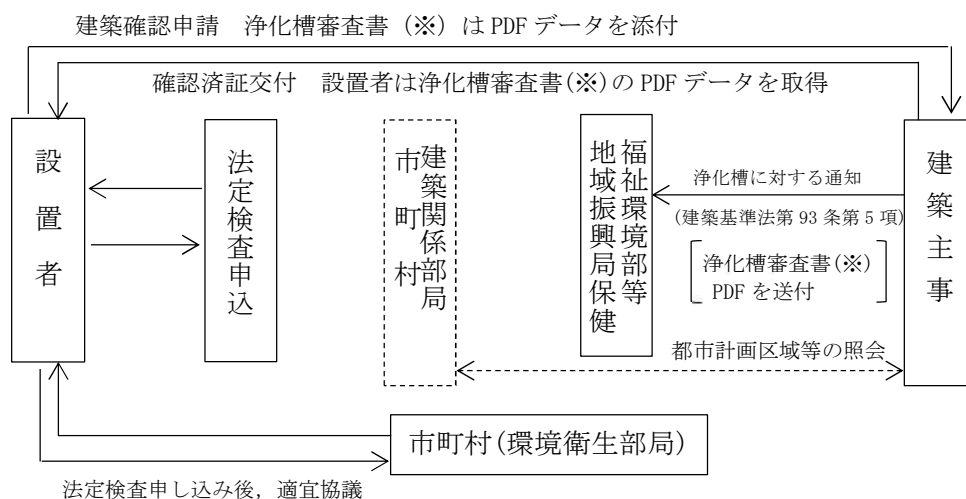 建築確認申請　浄化槽審査書（※）は PDF データを添付
確認済証交付　設置者は浄化槽審査書(※)の PDF データを取得
設置者
法定検査申込
建築関係部局
市町村
福祉環境部等
地域振興局保健
建築主事
浄化槽に対する通知
(建築基準法第 93 条第 5 項)
浄化槽審査書(※)
PDF を送付
都市計画区域等の照会
市町村(環境衛生部局)
法定検査申し込み後，適宜協議